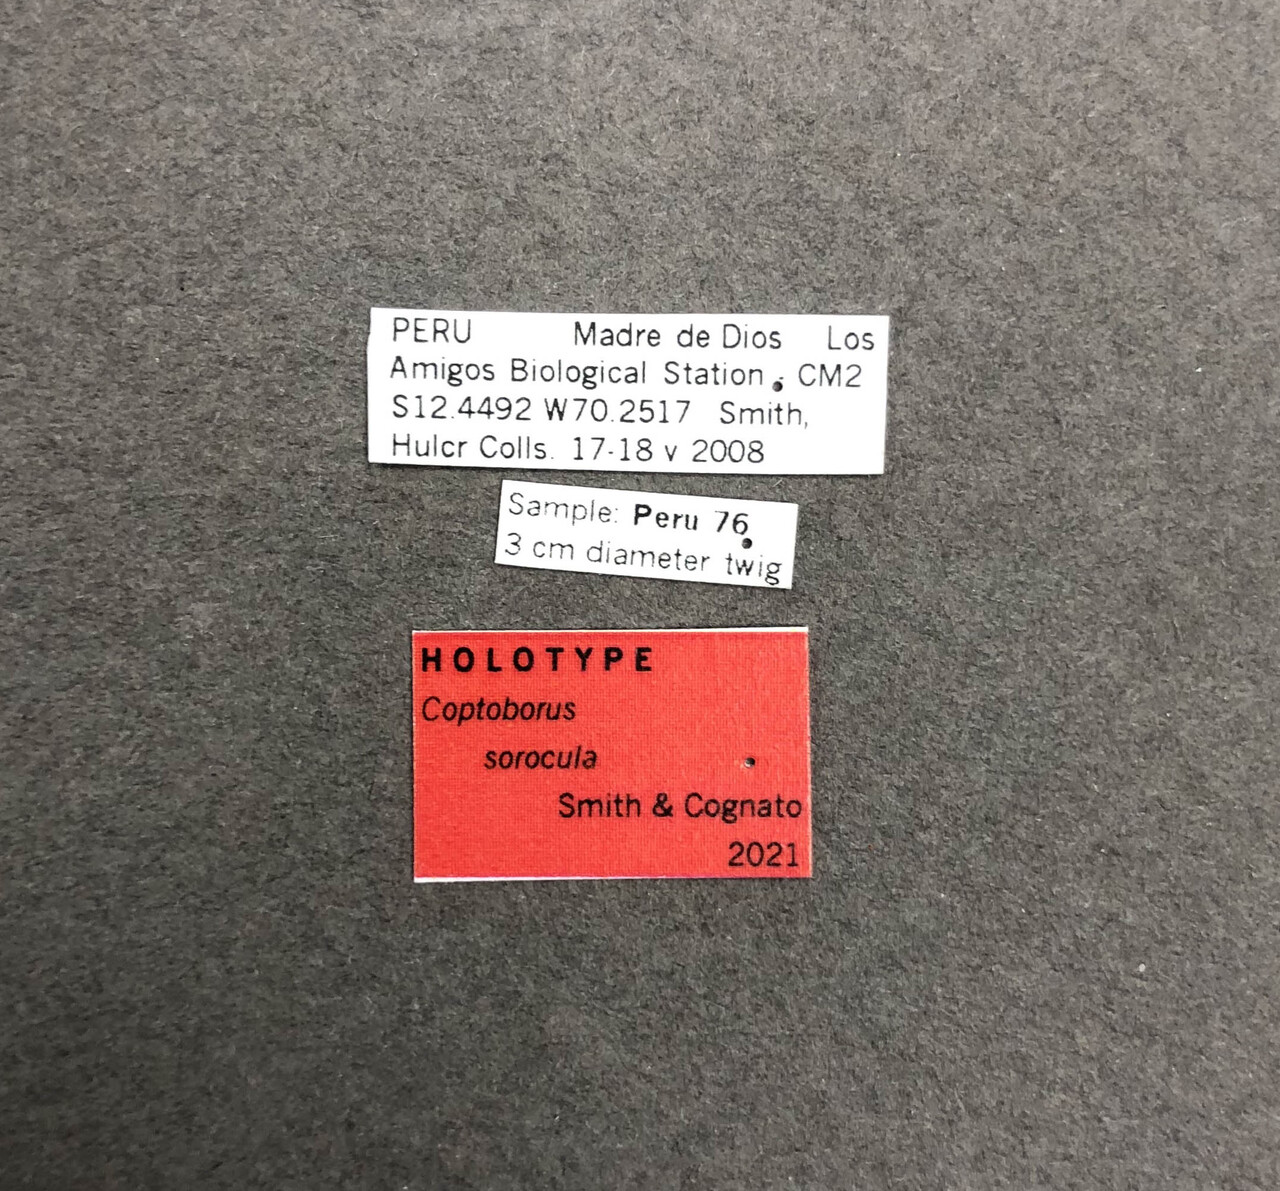 PERU Madre de Dios Los
Amigos Biological Station, CM2
S12.4492 W70.2517 Smith,
Hulcr Colls. 17-18 v 2008
Sample: Peru 76
3 cm diameter twig
HOLOTYPE
Coptoborus
sorocula
Smith & Cognato
2021